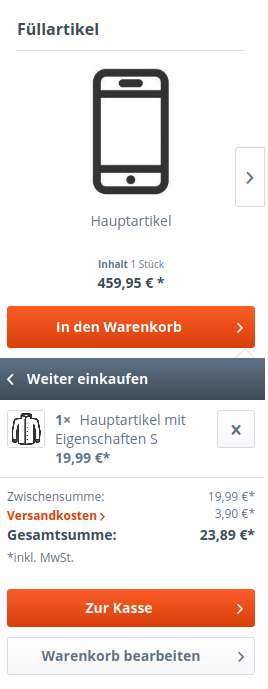 Füllartikel
Hauptartikel
Inhalt 1 Stück
459,95 € *
In den Warenkorb
Weiter einkaufen
1× Hauptartikel mit
Eigenschaften S
19,99 €*
Zwischensumme: 19,99 €*
Versandkosten 3,90 €*
Gesamtsumme: 23,89 €*
*inkl. MwSt.
Zur Kasse
Warenkorb bearbeiten